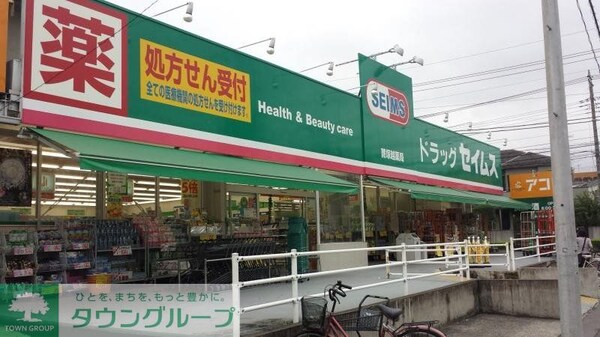 薬
処方せん受付
全ての医療機関の処方せんを受け付けます。
Health & Beauty care
SEIMS
ドラッグ セイムス
5倍
アコ
ひとを、まちを、もっと豊かに。
タウングループ
TOWN GROUP